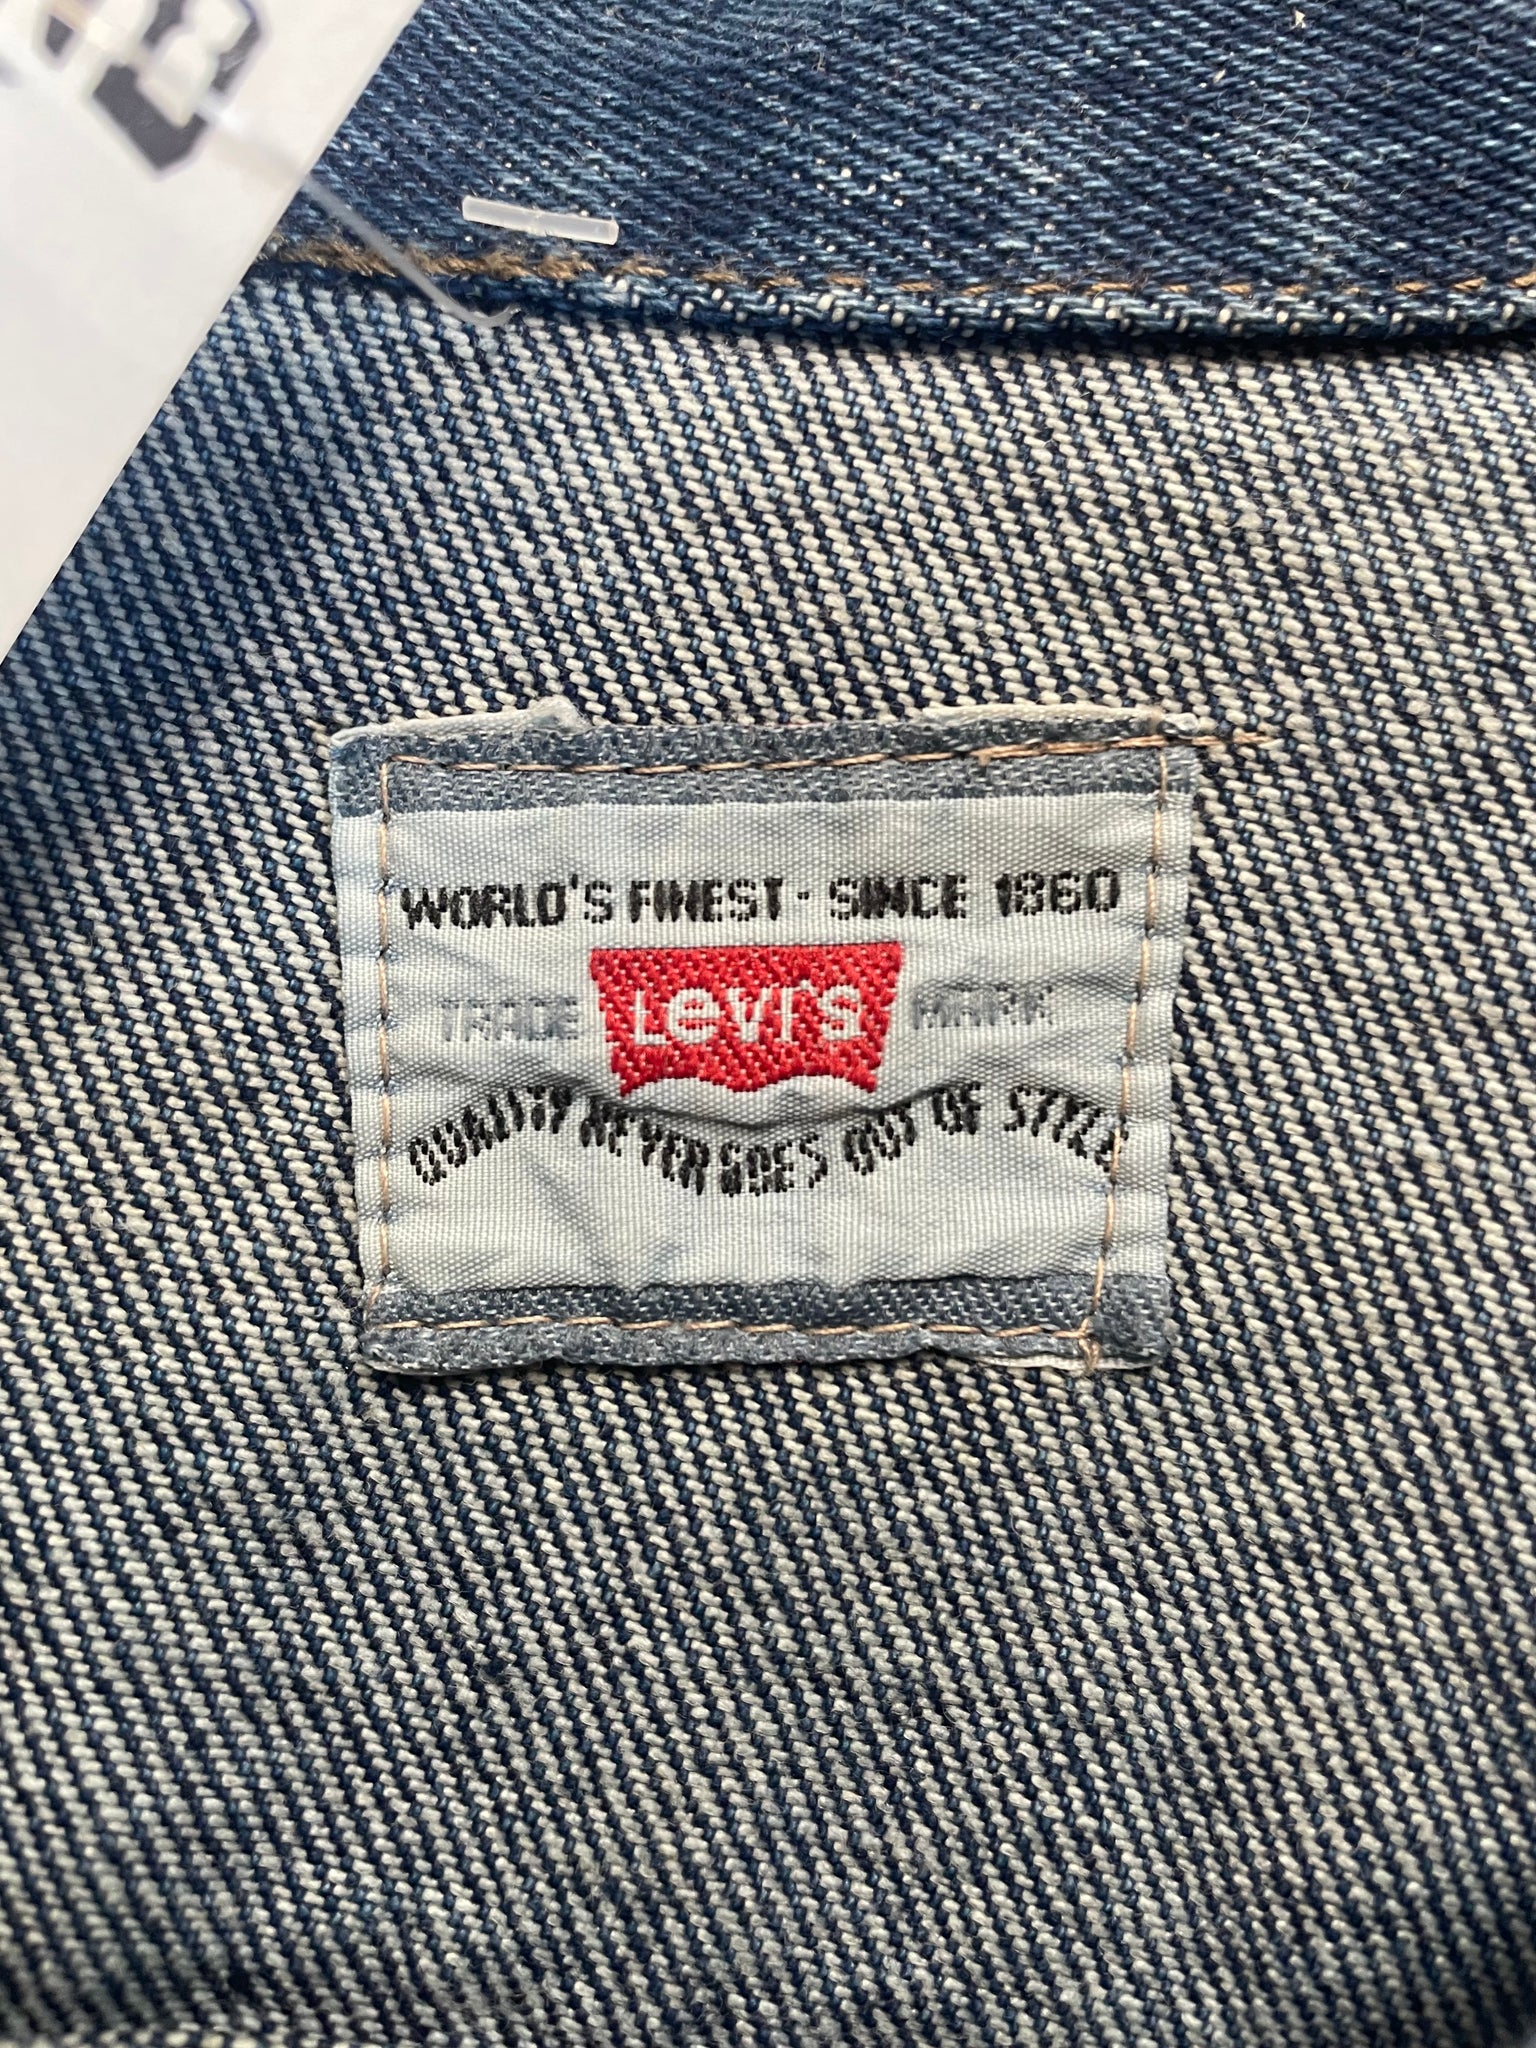 WORLD'S FINEST · SINCE 1860
TRADE Levi's MARK
QUALITY NEVER GOES OUT OF STYLE